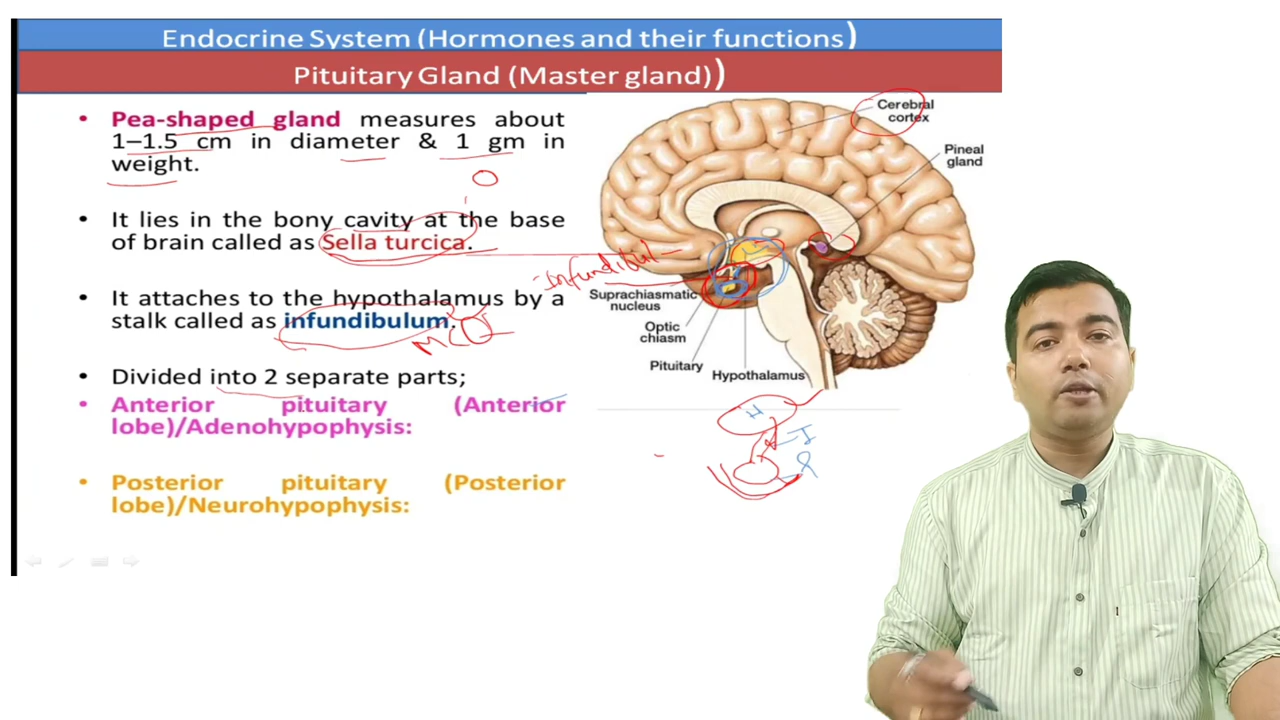 Endocrine System (Hormones and their functions)
Pituitary Gland (Master gland))
• Pea-shaped gland measures about
1–1.5 cm in diameter & 1 gm in
weight.
• It lies in the bony cavity at the base
of brain called as Sella turcica.
• It attaches to the hypothalamus by a
stalk called as infundibulum.
MCQ
• Divided into 2 separate parts;
• Anterior pituitary (Anterior
lobe)/Adenohypophysis:
• Posterior pituitary (Posterior
lobe)/Neurohypophysis:
Cerebral
cortex
Pineal
gland
Infundibul
Suprachiasmatic
nucleus
Optic
chiasm
Pituitary
Hypothalamus
H
I